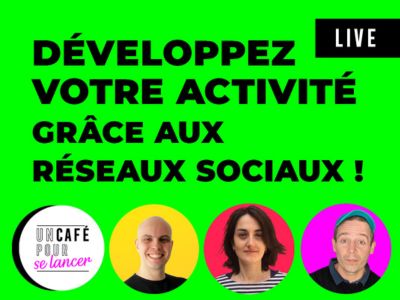 LIVE
DÉVELOPPEZ
VOTRE ACTIVITÉ
GRÂCE AUX
RÉSEAUX SOCIAUX !
UN CAFÉ
POUR
se lancer